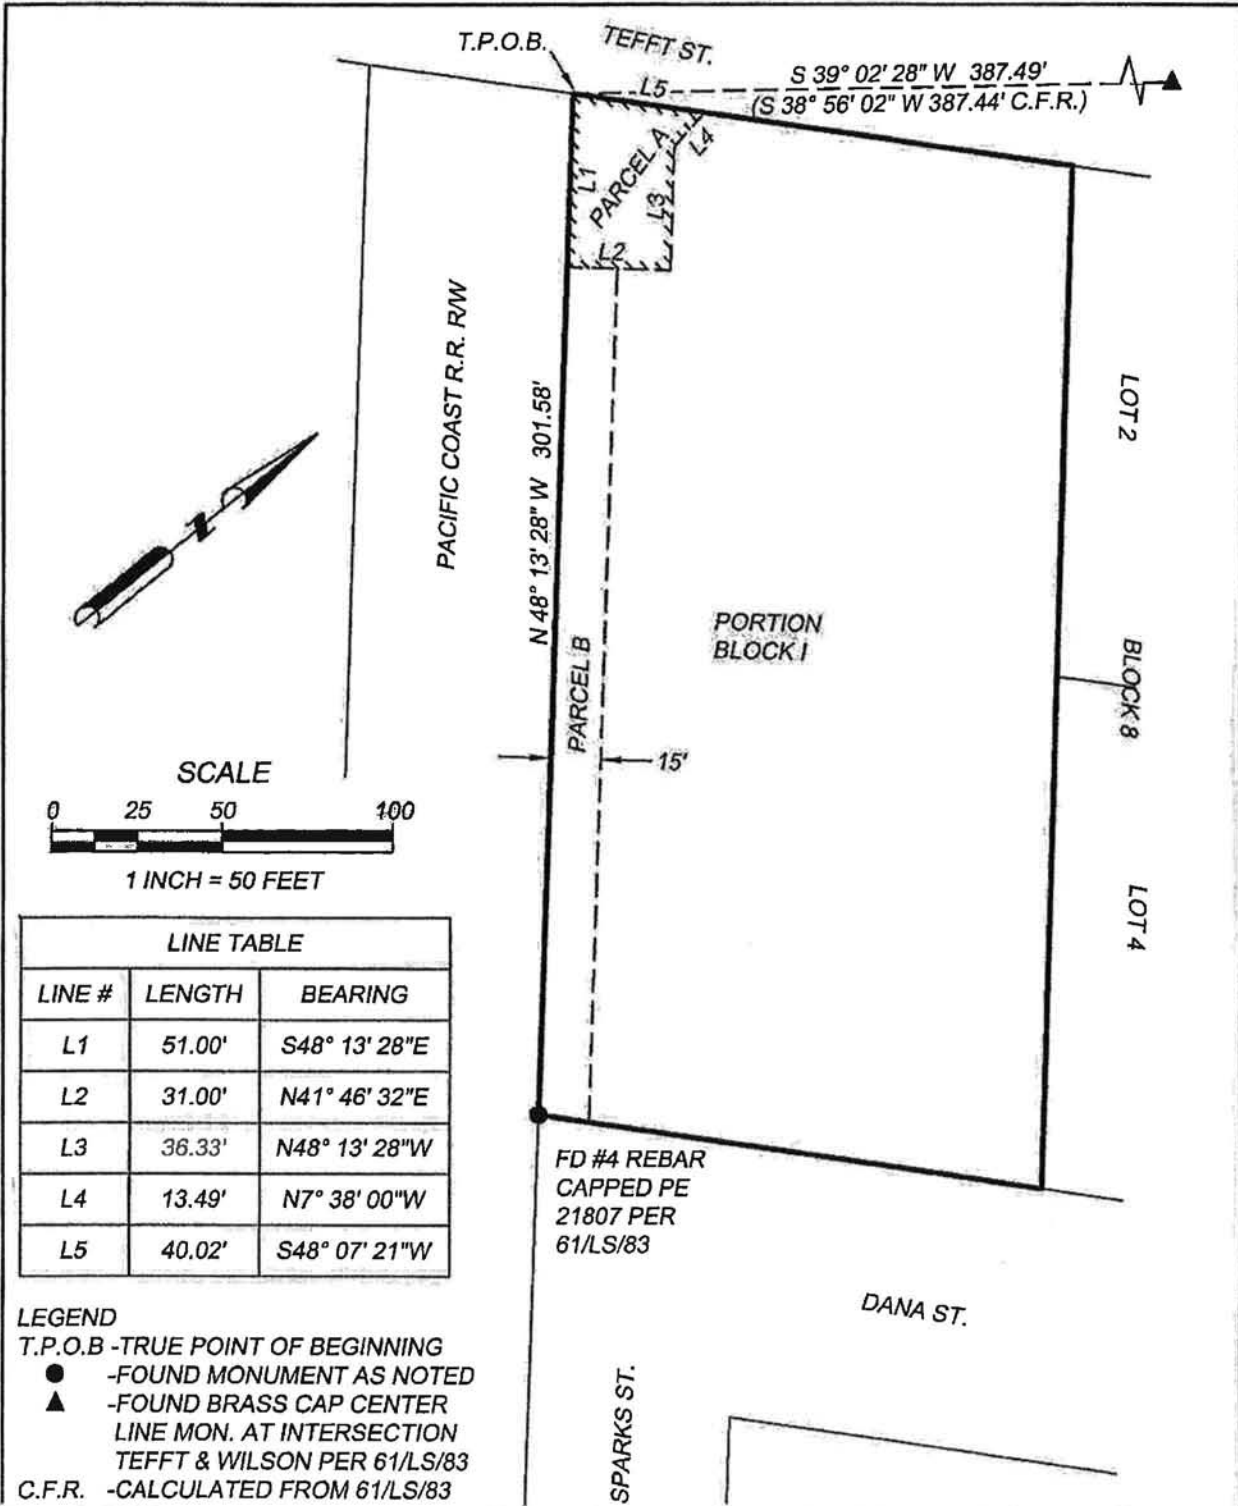 T.P.O.B.
TEFFT ST.
S 39° 02' 28" W 387.49'
(S 38° 56' 02" W 387.44' C.F.R.)
L5
L4
PARCEL A
L1
L3
L2
PACIFIC COAST R.R. R/W
N 48° 13' 28" W 301.58'
LOT 2
N
PORTION
BLOCK I
PARCEL B
BLOCK 8
15'
LOT 4
SCALE
0 25 50 100
1 INCH = 50 FEET
LINE TABLE
LINE # LENGTH BEARING
L1 51.00' S48° 13' 28"E
L2 31.00' N41° 46' 32"E
L3 36.33' N48° 13' 28"W
L4 13.49' N7° 38' 00"W
L5 40.02' S48° 07' 21"W
FD #4 REBAR
CAPPED PE
21807 PER
61/LS/83
DANA ST.
SPARKS ST.
LEGEND
T.P.O.B -TRUE POINT OF BEGINNING
-FOUND MONUMENT AS NOTED
-FOUND BRASS CAP CENTER
LINE MON. AT INTERSECTION
TEFFT & WILSON PER 61/LS/83
C.F.R. -CALCULATED FROM 61/LS/83